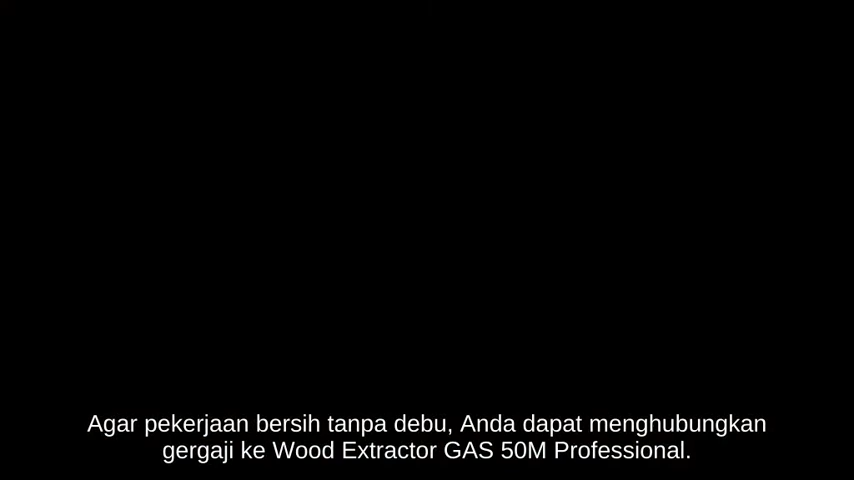 Agar pekerjaan bersih tanpa debu, Anda dapat menghubungkan
gergaji ke Wood Extractor GAS 50M Professional.